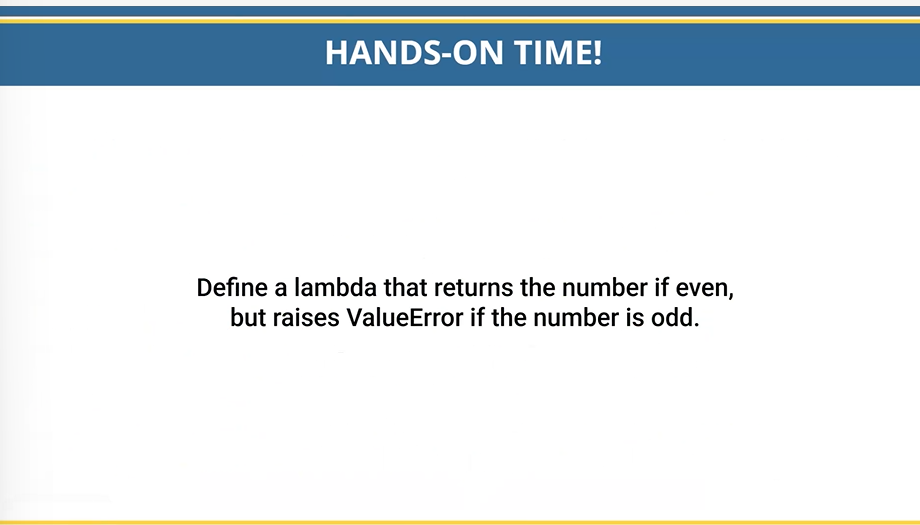 HANDS-ON TIME!
Define a lambda that returns the number if even,
but raises ValueError if the number is odd.